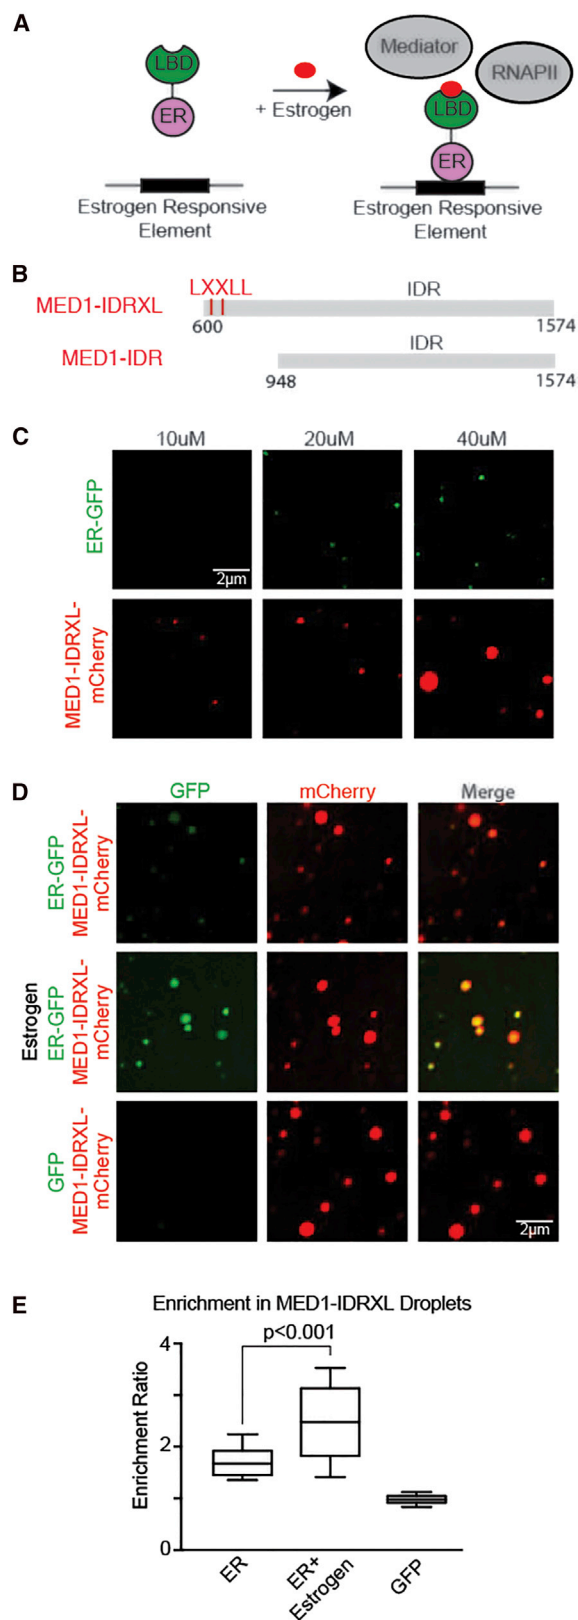 A
LBD
ER
+ Estrogen
Mediator
RNAPII
LBD
ER
Estrogen Responsive
Element
Estrogen Responsive
Element
B
LXXLL
IDR
MED1-IDRXL
600
1574
IDR
MED1-IDR
948
1574
C
10uM
20uM
40uM
ER-GFP
2µm
MED1-IDRXL-
mCherry
D
GFP
mCherry
Merge
ER-GFP
MED1-IDRXL-
mCherry
Estrogen
ER-GFP
MED1-IDRXL-
mCherry
GFP
MED1-IDRXL-
mCherry
2µm
E
Enrichment in MED1-IDRXL Droplets
p<0.001
4
2
0
Enrichment Ratio
ER
ER+
Estrogen
GFP